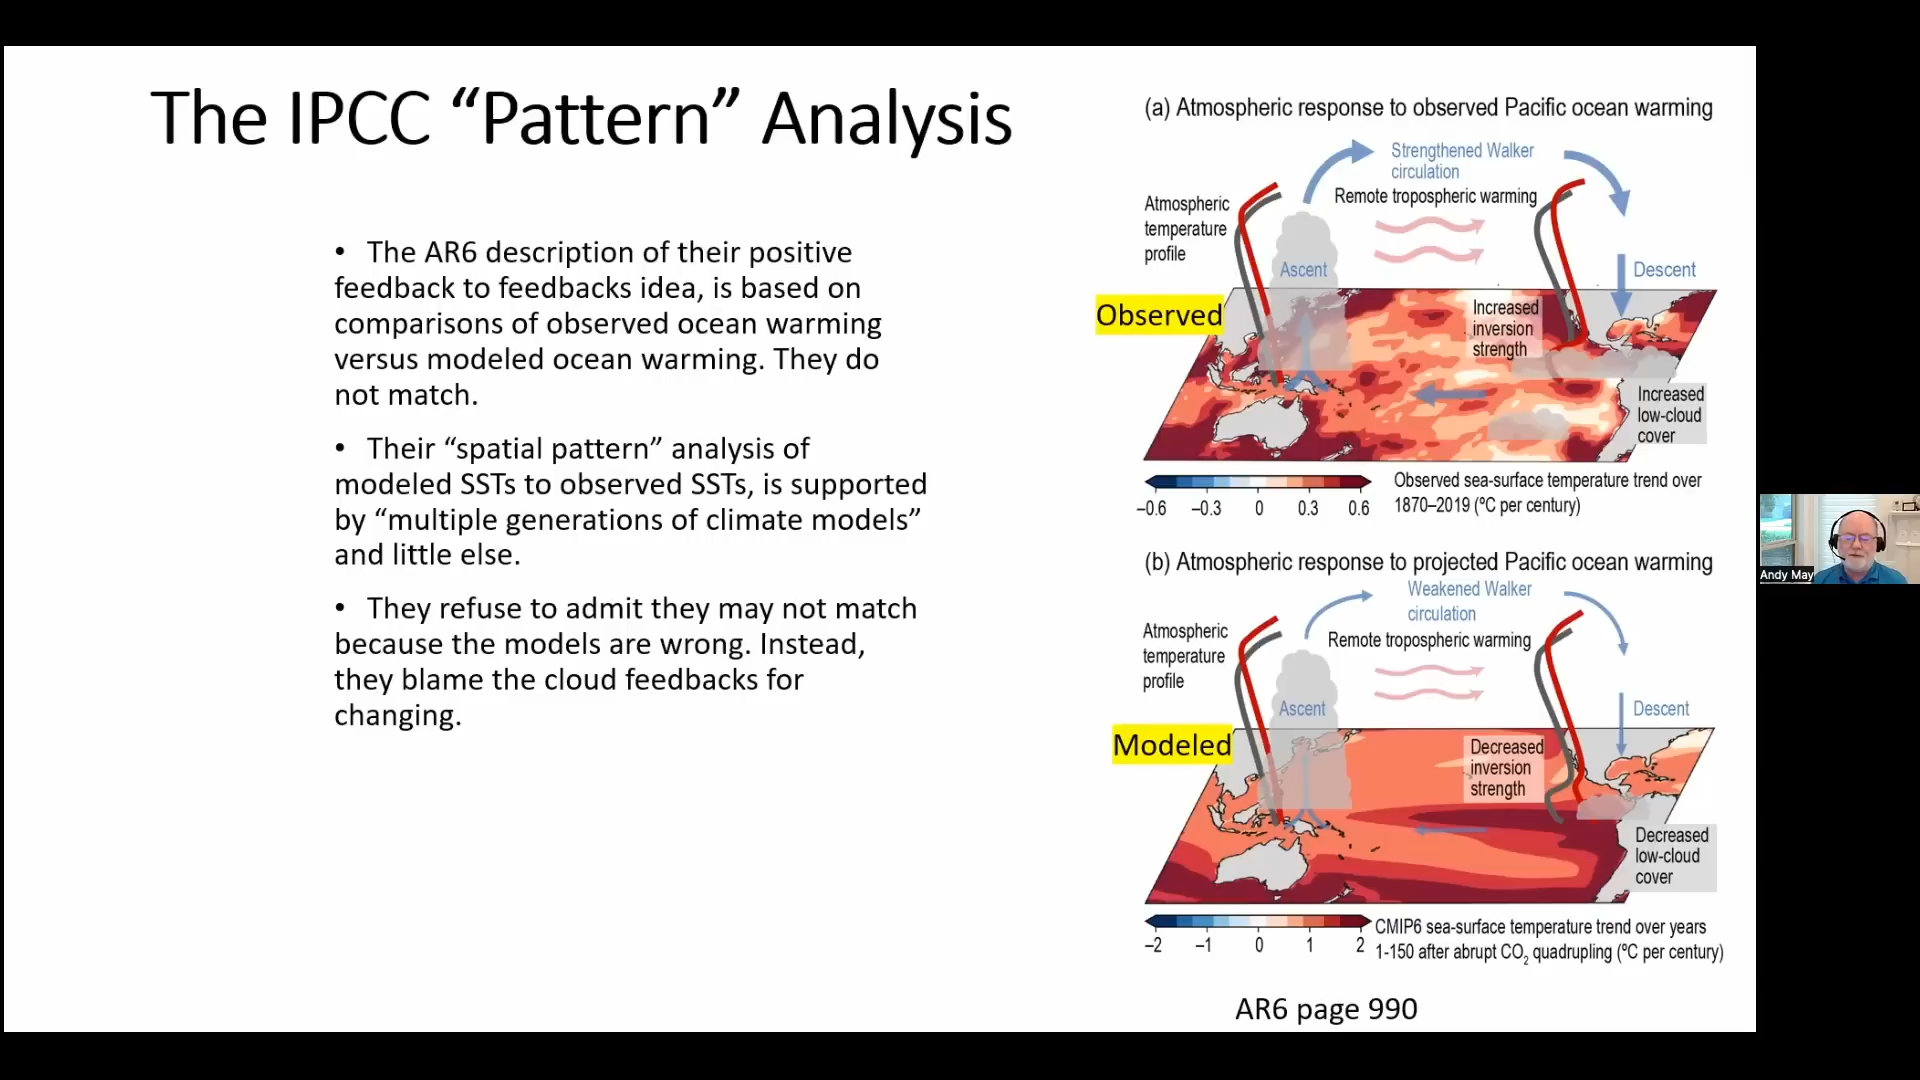 The IPCC “Pattern” Analysis
• The AR6 description of their positive
feedback to feedbacks idea, is based on
comparisons of observed ocean warming
versus modeled ocean warming. They do
not match.
• Their “spatial pattern” analysis of
modeled SSTs to observed SSTs, is supported
by “multiple generations of climate models”
and little else.
• They refuse to admit they may not match
because the models are wrong. Instead,
they blame the cloud feedbacks for
changing.
(a) Atmospheric response to observed Pacific ocean warming
Strengthened Walker
circulation
Remote tropospheric warming
Atmospheric
temperature
profile
Ascent
Descent
Observed
Increased
inversion
strength
Increased
low-cloud
cover
−0.6 −0.3 0 0.3 0.6
Observed sea-surface temperature trend over
1870–2019 (ºC per century)
(b) Atmospheric response to projected Pacific ocean warming
Weakened Walker
circulation
Remote tropospheric warming
Atmospheric
temperature
profile
Ascent
Descent
Modeled
Decreased
inversion
strength
Decreased
low-cloud
cover
−2 −1 0 1 2
CMIP6 sea-surface temperature trend over years
1-150 after abrupt CO₂ quadrupling (ºC per century)
AR6 page 990
Andy May